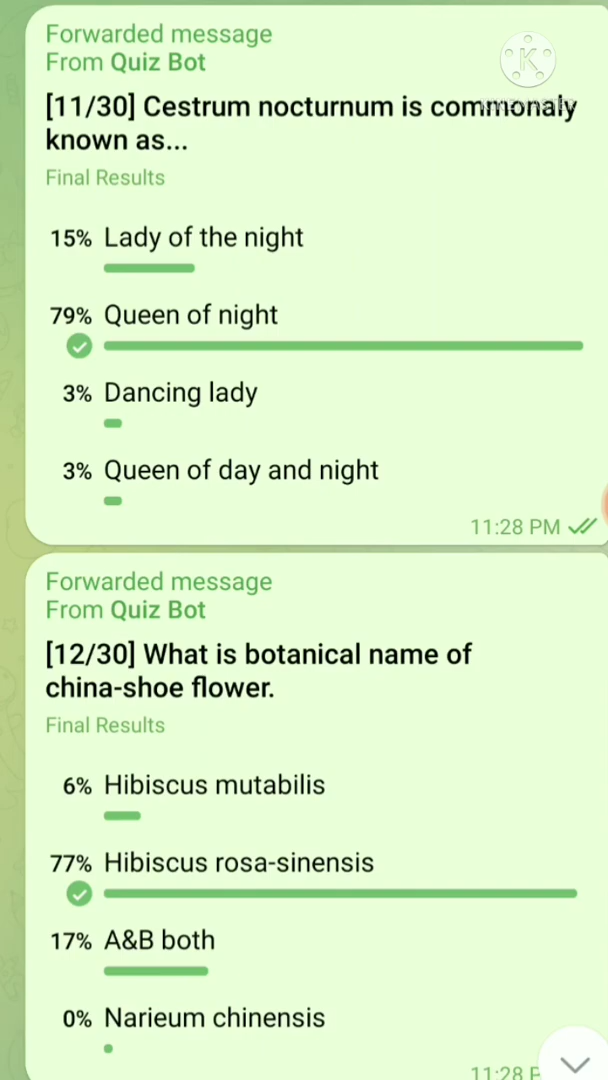 Forwarded message
From Quiz Bot
K
KINEMASTER
[11/30] Cestrum nocturnum is commonaly
known as...
Final Results
15% Lady of the night
79% Queen of night
3% Dancing lady
3% Queen of day and night
11:28 PM
Forwarded message
From Quiz Bot
[12/30] What is botanical name of
china-shoe flower.
Final Results
6% Hibiscus mutabilis
77% Hibiscus rosa-sinensis
17% A&B both
0% Narieum chinensis
11:28 P